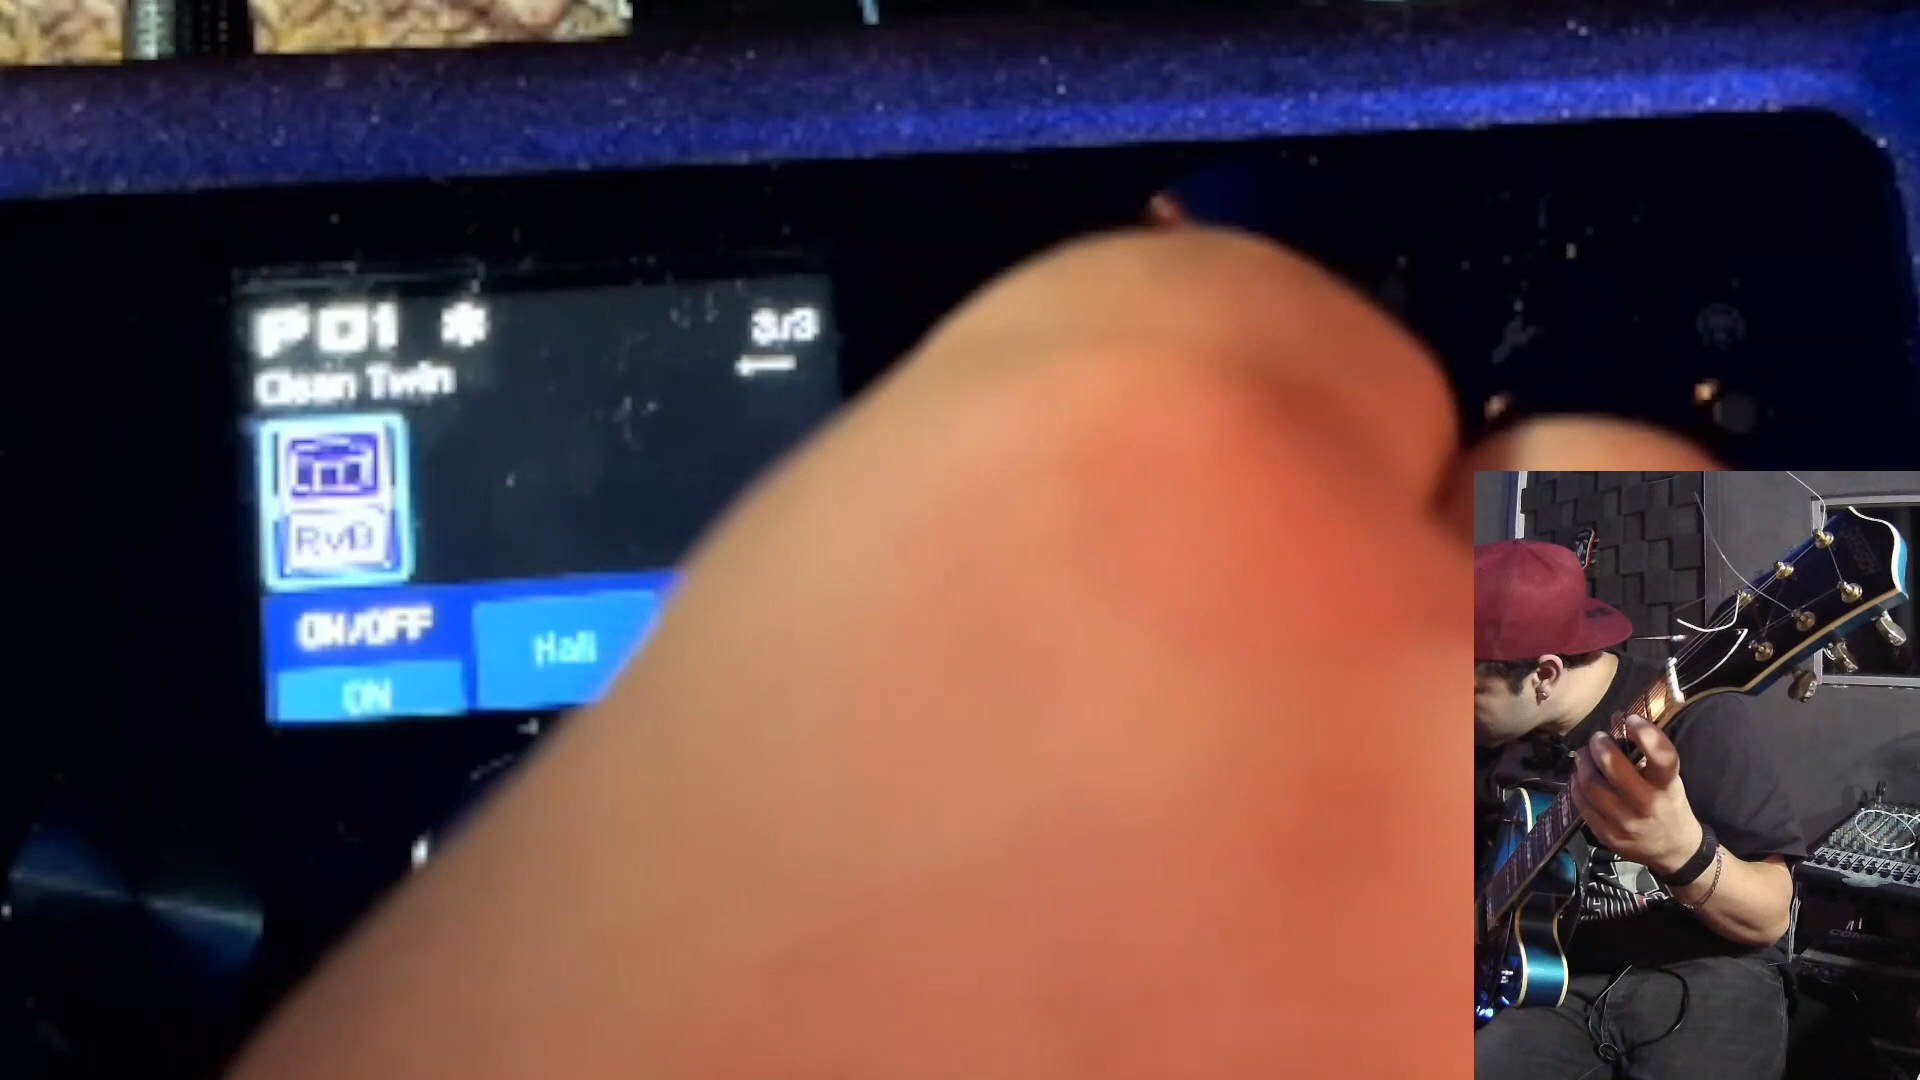 P01 * 3/3
Clean Twin
RVB
ON/OFF
Hall
ON